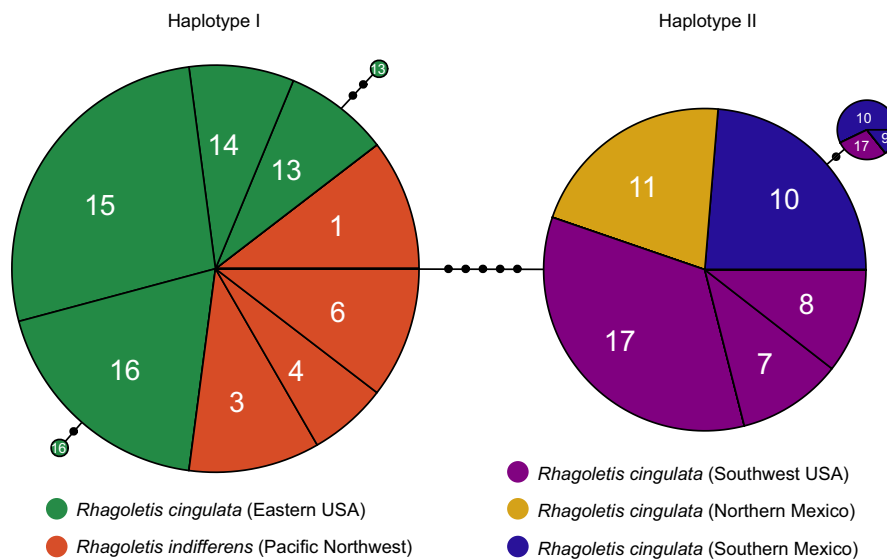 Haplotype I
Haplotype II
13
10
17
9
14
13
15
1
11
10
6
8
17
7
16
4
3
16
Rhagoletis cingulata (Eastern USA)
Rhagoletis indifferens (Pacific Northwest)
Rhagoletis cingulata (Southwest USA)
Rhagoletis cingulata (Northern Mexico)
Rhagoletis cingulata (Southern Mexico)